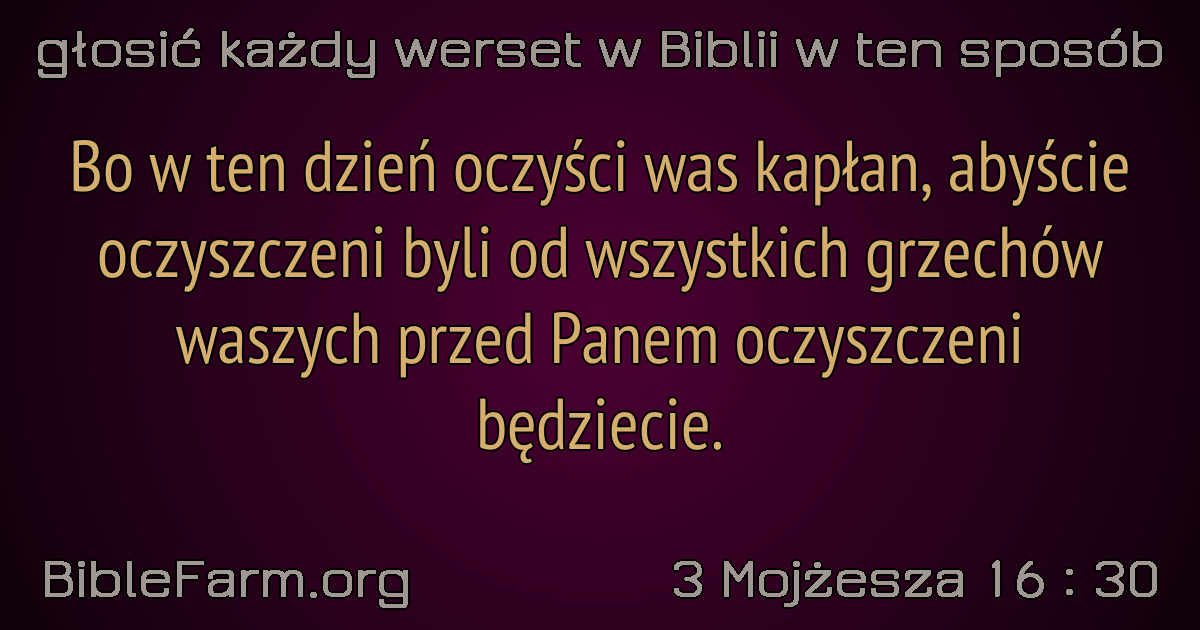 głosić każdy werset w Biblii w ten sposób
Bo w ten dzień oczyści was kapłan, abyście
oczyszczeni byli od wszystkich grzechów
waszych przed Panem oczyszczeni
będziecie.
BibleFarm.org
3 Mojżesza 16 : 30